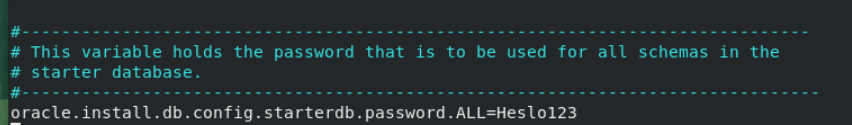 #-------------------------------------------------------------------------------
# This variable holds the password that is to be used for all schemas in the
# starter database.
#-------------------------------------------------------------------------------
oracle.install.db.config.starterdb.password.ALL=Heslo123